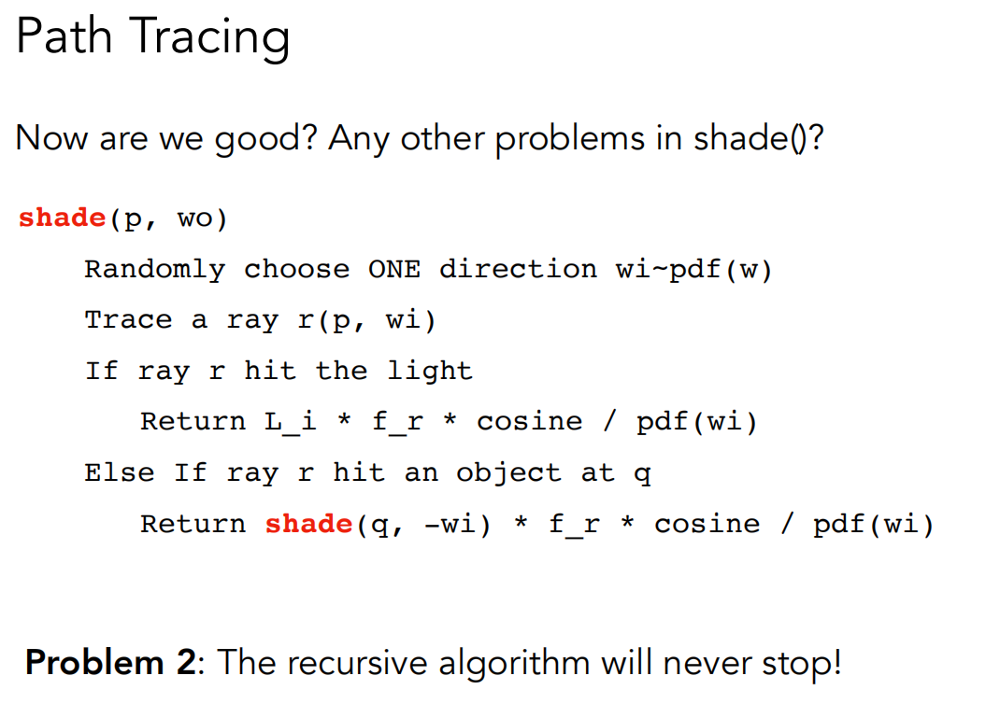 Path Tracing
Now are we good? Any other problems in shade()?
shade(p, wo)
Randomly choose ONE direction wi~pdf(w)
Trace a ray r(p, wi)
If ray r hit the light
Return L_i * f_r * cosine / pdf(wi)
Else If ray r hit an object at q
Return shade(q, -wi) * f_r * cosine / pdf(wi)
Problem 2: The recursive algorithm will never stop!